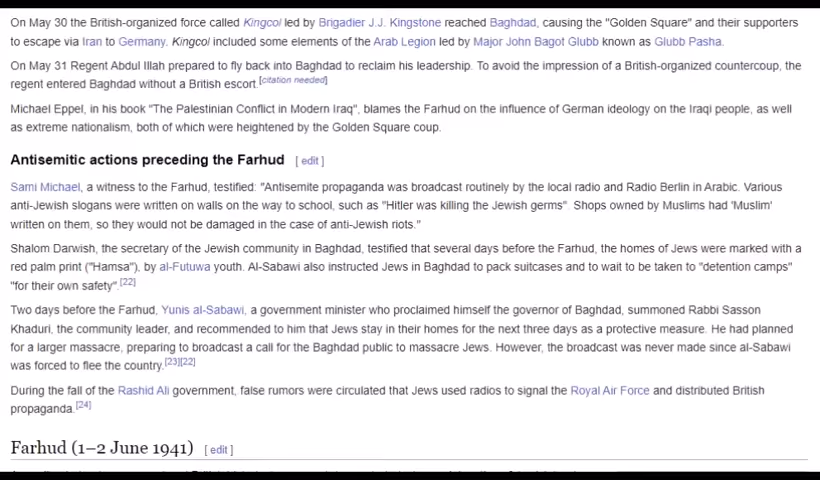 On May 30 the British-organized force called Kingcol led by Brigadier J.J. Kingstone reached Baghdad, causing the "Golden Square" and their supporters
to escape via Iran to Germany. Kingcol included some elements of the Arab Legion led by Major John Bagot Glubb known as Glubb Pasha.
On May 31 Regent Abdul Illah prepared to fly back into Baghdad to reclaim his leadership. To avoid the impression of a British-organized countercoup, the
regent entered Baghdad without a British escort.[citation needed]
Michael Eppel, in his book "The Palestinian Conflict in Modern Iraq", blames the Farhud on the influence of German ideology on the Iraqi people, as well
as extreme nationalism, both of which were heightened by the Golden Square coup.
Antisemitic actions preceding the Farhud [ edit ]
Sami Michael, a witness to the Farhud, testified: "Antisemite propaganda was broadcast routinely by the local radio and Radio Berlin in Arabic. Various
anti-Jewish slogans were written on walls on the way to school, such as "Hitler was killing the Jewish germs". Shops owned by Muslims had 'Muslim'
written on them, so they would not be damaged in the case of anti-Jewish riots."
Shalom Darwish, the secretary of the Jewish community in Baghdad, testified that several days before the Farhud, the homes of Jews were marked with a
red palm print ("Hamsa"), by al-Futuwa youth. Al-Sabawi also instructed Jews in Baghdad to pack suitcases and to wait to be taken to "detention camps"
"for their own safety".[22]
Two days before the Farhud, Yunis al-Sabawi, a government minister who proclaimed himself the governor of Baghdad, summoned Rabbi Sasson
Khaduri, the community leader, and recommended to him that Jews stay in their homes for the next three days as a protective measure. He had planned
for a larger massacre, preparing to broadcast a call for the Baghdad public to massacre Jews. However, the broadcast was never made since al-Sabawi
was forced to flee the country.[23][22]
During the fall of the Rashid Ali government, false rumors were circulated that Jews used radios to signal the Royal Air Force and distributed British
propaganda.[24]
Farhud (1–2 June 1941) [ edit ]